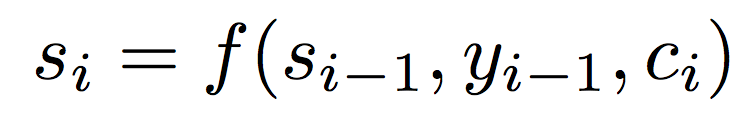 s_i = f(s_{i-1}, y_{i-1}, c_i)